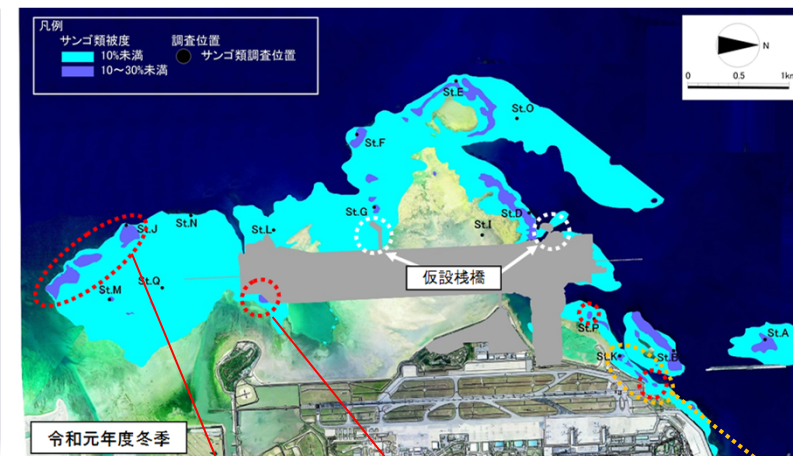 凡例
サンゴ類被度 調査位置
10%未満 サンゴ類調査位置
10～30%未満
N
0 0.5 1km
St.E
St.O
St.F
St.G
St.D
St.J
St.N
St.L
St.I
仮設桟橋
St.M
St.Q
St.P
St.A
St.K
St.B
令和元年度冬季